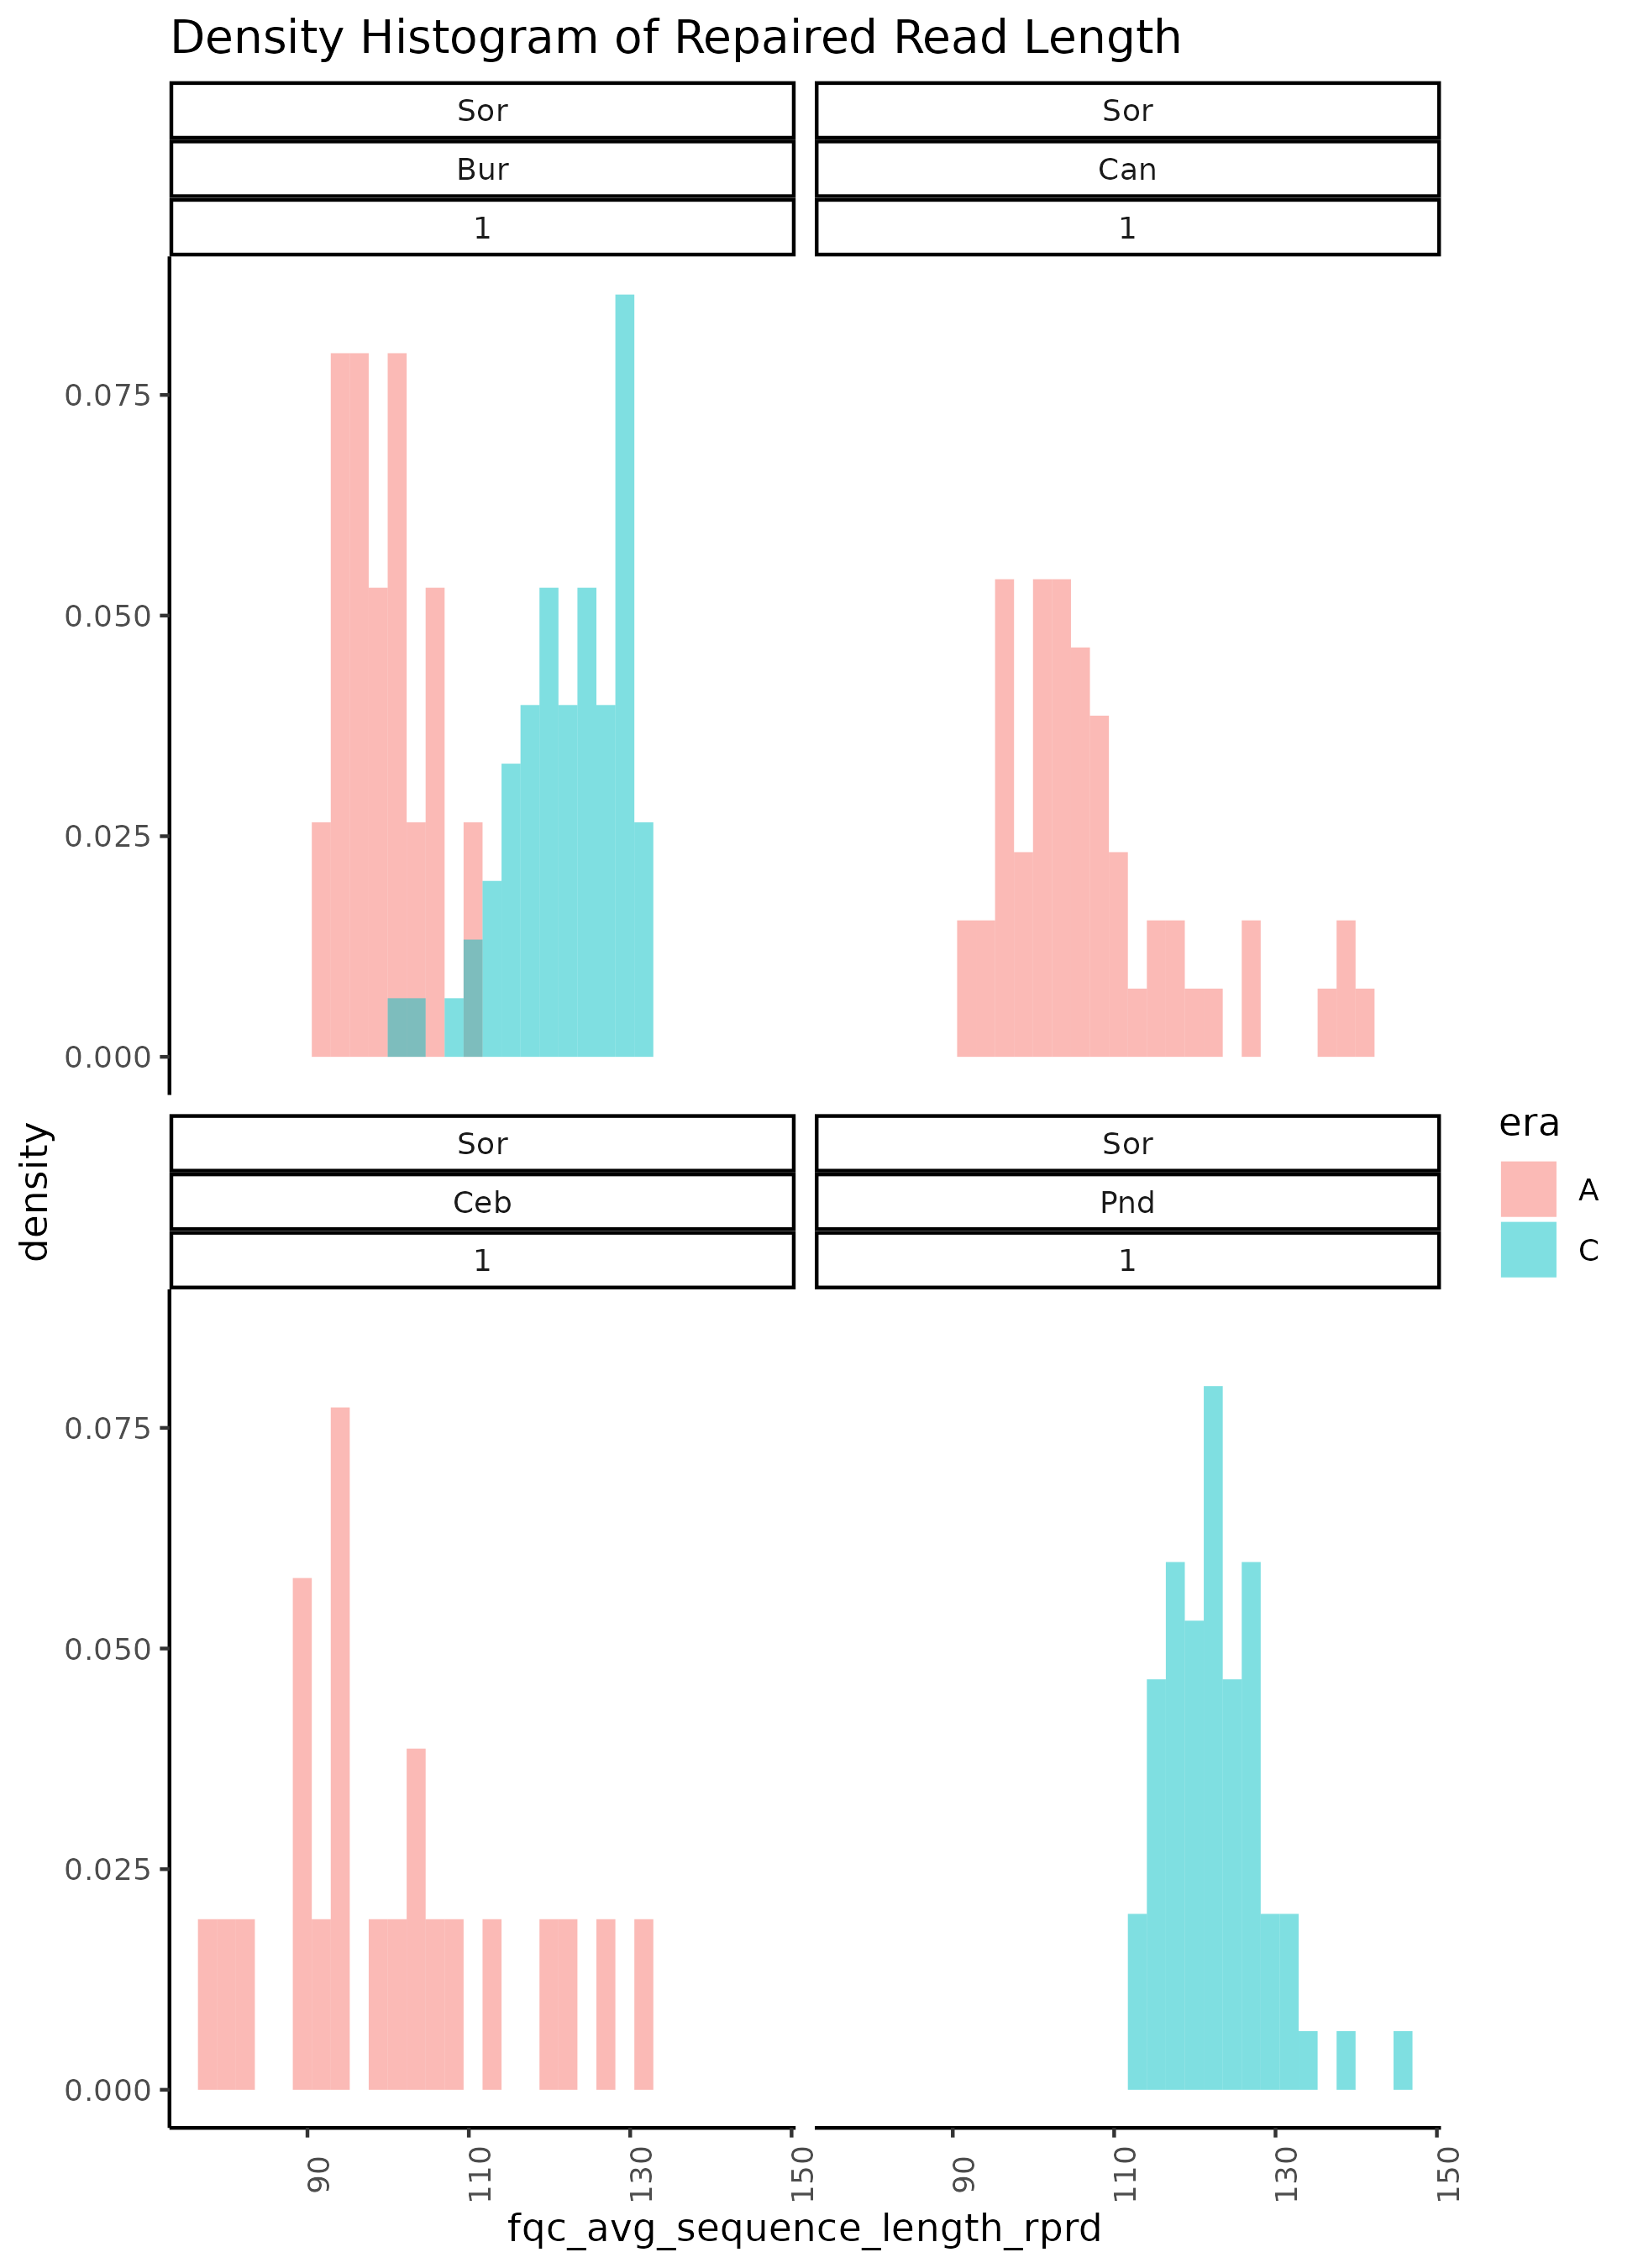 Density Histogram of Repaired Read Length
Sor
Bur
1
Sor
Can
1
0.075
0.050
0.025
0.000
Sor
Ceb
1
Sor
Pnd
1
0.075
0.050
0.025
0.000
90
110
130
150
90
110
130
150
fqc_avg_sequence_length_rprd
density
era
A
C